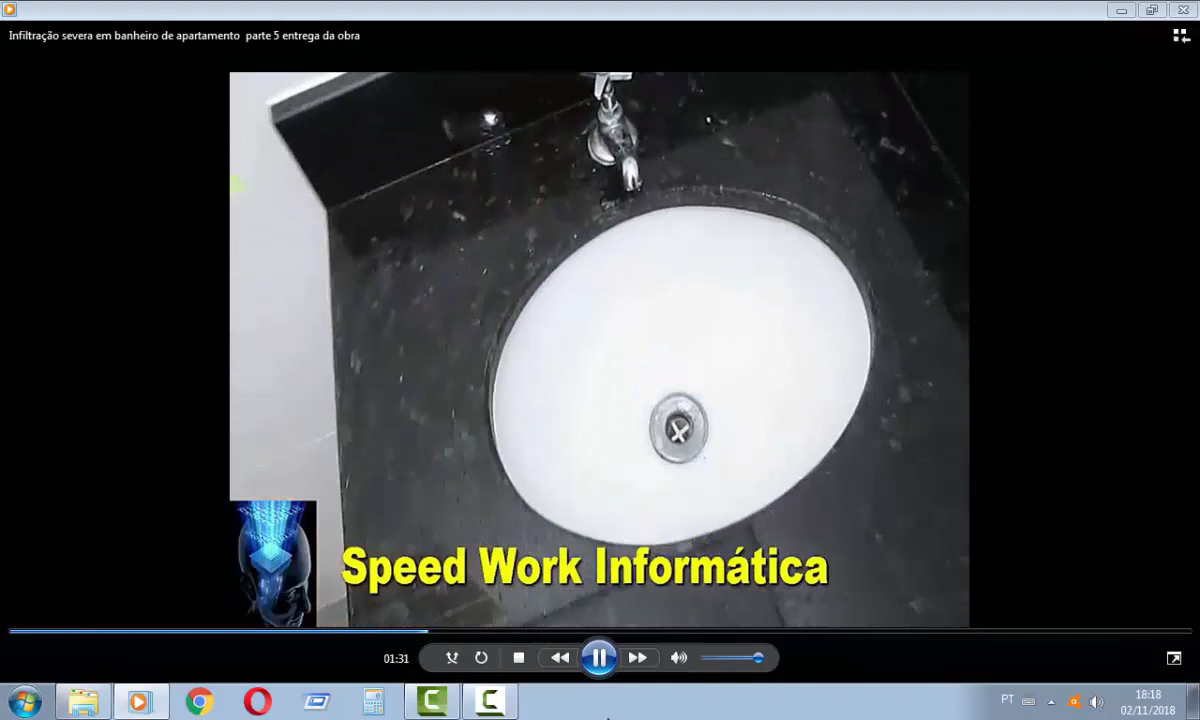 Infiltração severa em banheiro de apartamento parte 5 entrega da obra
Speed Work Informática
01:31
PT
18:18
02/11/2018